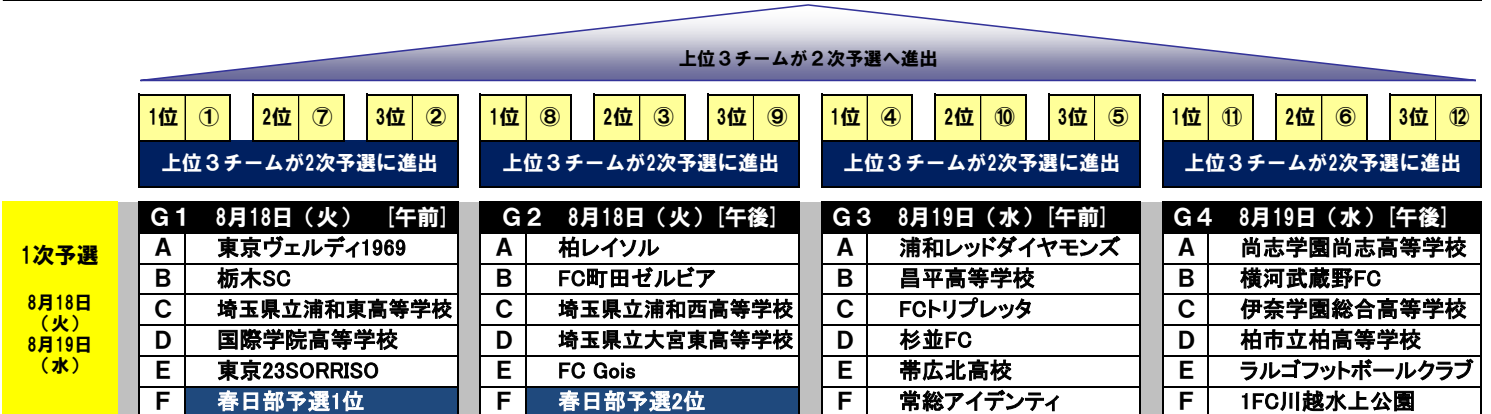 上位３チームが２次予選へ進出
1位 ① 2位 ⑦ 3位 ② 1位 ⑧ 2位 ③ 3位 ⑨ 1位 ④ 2位 ⑩ 3位 ⑤ 1位 ⑪ 2位 ⑥ 3位 ⑫
上位３チームが2次予選に進出 上位３チームが2次予選に進出 上位３チームが2次予選に進出 上位３チームが2次予選に進出
1次予選
8月18日
（火）
8月19日
（水）
Ｇ１ 8月18日（火） [午前]
A 東京ヴェルディ1969
B 栃木SC
C 埼玉県立浦和東高等学校
D 国際学院高等学校
E 東京23SORRISO
F 春日部予選1位
Ｇ２ 8月18日（火）[午後]
A 柏レイソル
B FC町田ゼルビア
C 埼玉県立浦和西高等学校
D 埼玉県立大宮東高等学校
E FC Gois
F 春日部予選2位
Ｇ３ 8月19日（水）[午前]
A 浦和レッドダイヤモンズ
B 昌平高等学校
C FCトリプレッタ
D 杉並FC
E 帯広北高校
F 常総アイデンティ
Ｇ４ 8月19日（水）[午後]
A 尚志学園尚志高等学校
B 横河武蔵野FC
C 伊奈学園総合高等学校
D 柏市立柏高等学校
E ラルゴフットボールクラブ
F 1FC川越水上公園